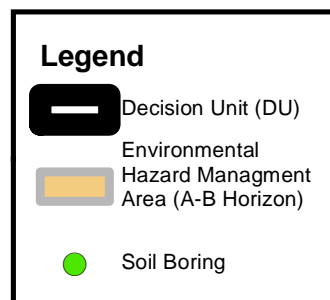 Legend
Decision Unit (DU)
Environmental
Hazard Managment
Area (A-B Horizon)
Soil Boring